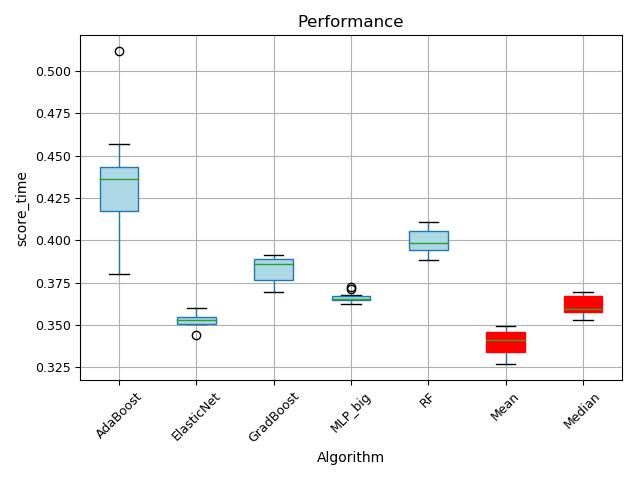 Performance
0.500
0.475
0.450
0.425
0.400
0.375
0.350
0.325
score_time
AdaBoost
ElasticNet
GradBoost
MLP_big
RF
Mean
Median
Algorithm